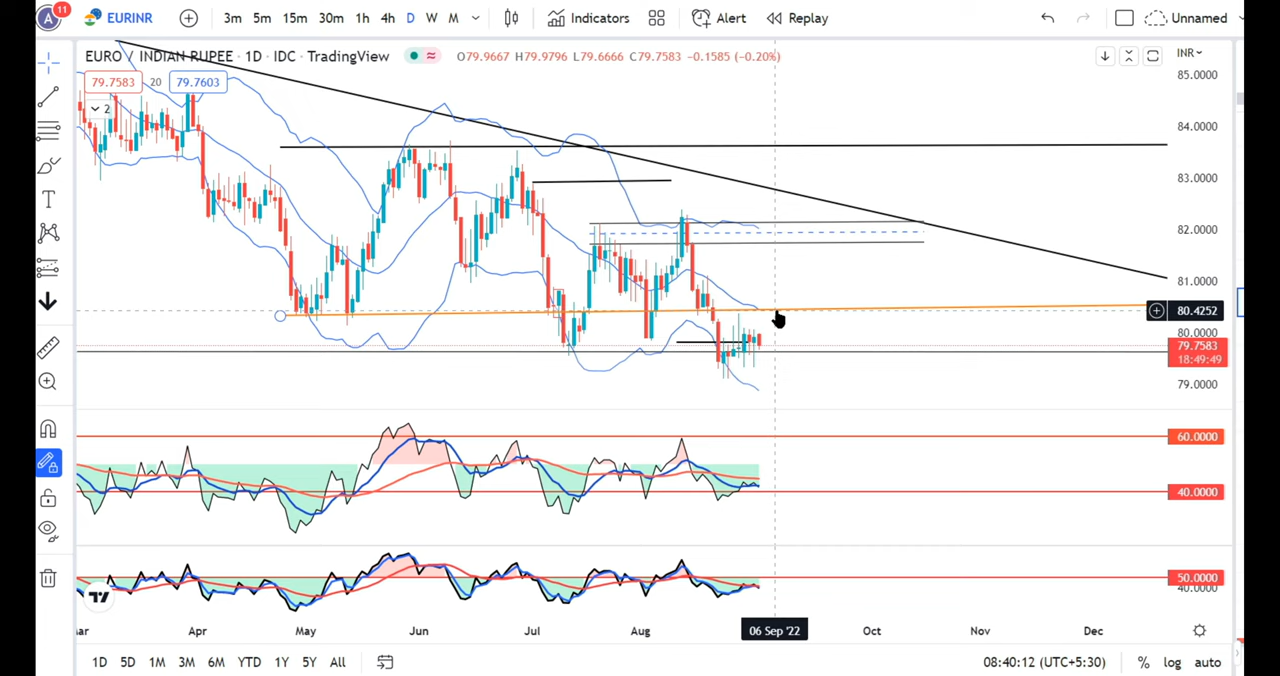 A 11 EURINR 3m 5m 15m 30m 1h 4h D W M Indicators Alert Replay Unnamed
EURO / INDIAN RUPEE · 1D · IDC · TradingView O79.9667 H79.9796 L79.6666 C79.7583 −0.1585 (−0.20%) INR
79.7583 20 79.7603
2
85.0000
84.0000
83.0000
82.0000
81.0000
80.4252
80.0000
79.7583
18:49:49
79.0000
60.0000
40.0000
50.0000
40.0000
T
ar Apr May Jun Jul Aug 06 Sep '22 Oct Nov Dec
1D 5D 1M 3M 6M YTD 1Y 5Y All 08:40:12 (UTC+5:30) % log auto